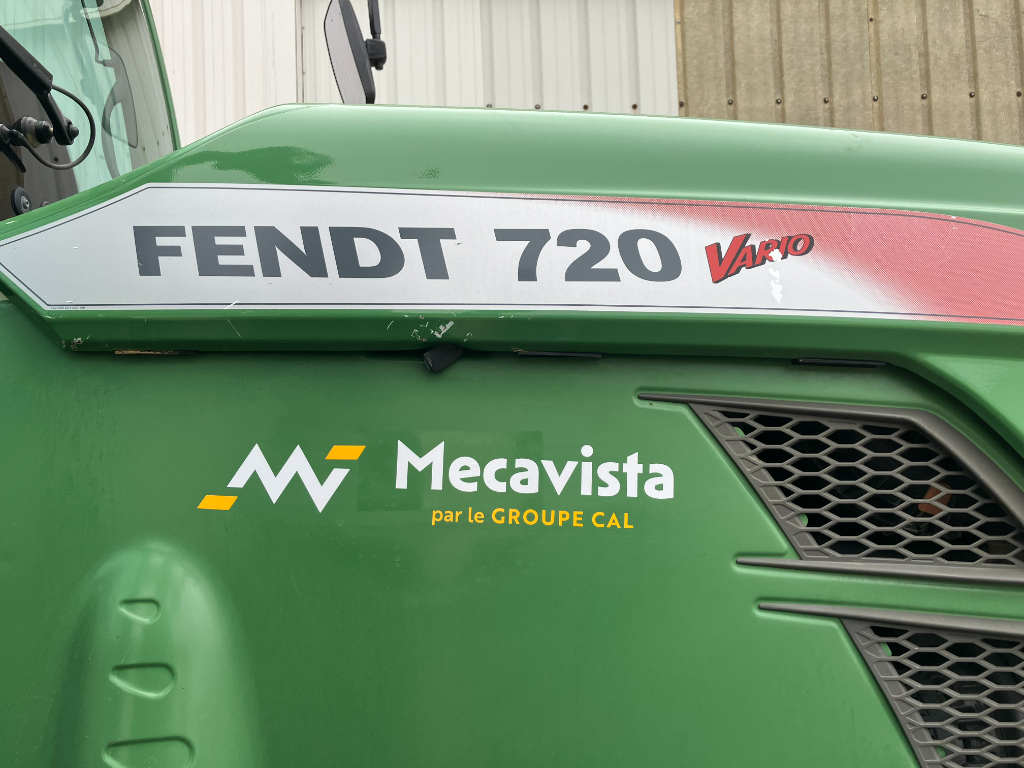 FENDT 720 VARIO
Mecavista
par le GROUPE CAL